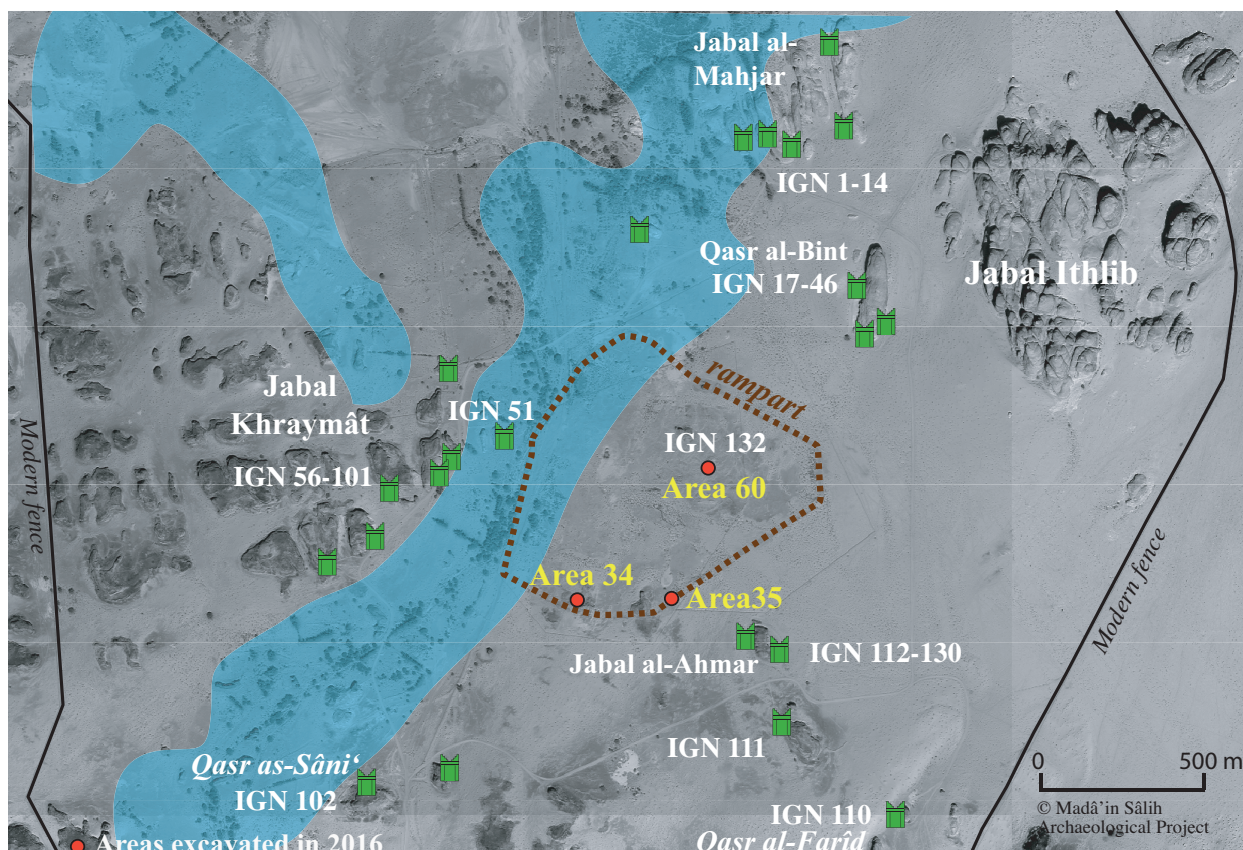 Jabal al-
Mahjar
IGN 1-14
Qasr al-Bint
IGN 17-46
Jabal Ithlib
rampart
Jabal
Khraymât
IGN 51
IGN 56-101
IGN 132
Area 60
Modern fence
Modern fence
Area 34
Area35
Jabal al-Ahmar
IGN 112-130
IGN 111
Qasr as-Sâni‘
IGN 102
IGN 110
Qasr al-Farîd
0 500 m
© Madâ’in Sâlih
Archaeological Project
Areas excavated in 2016